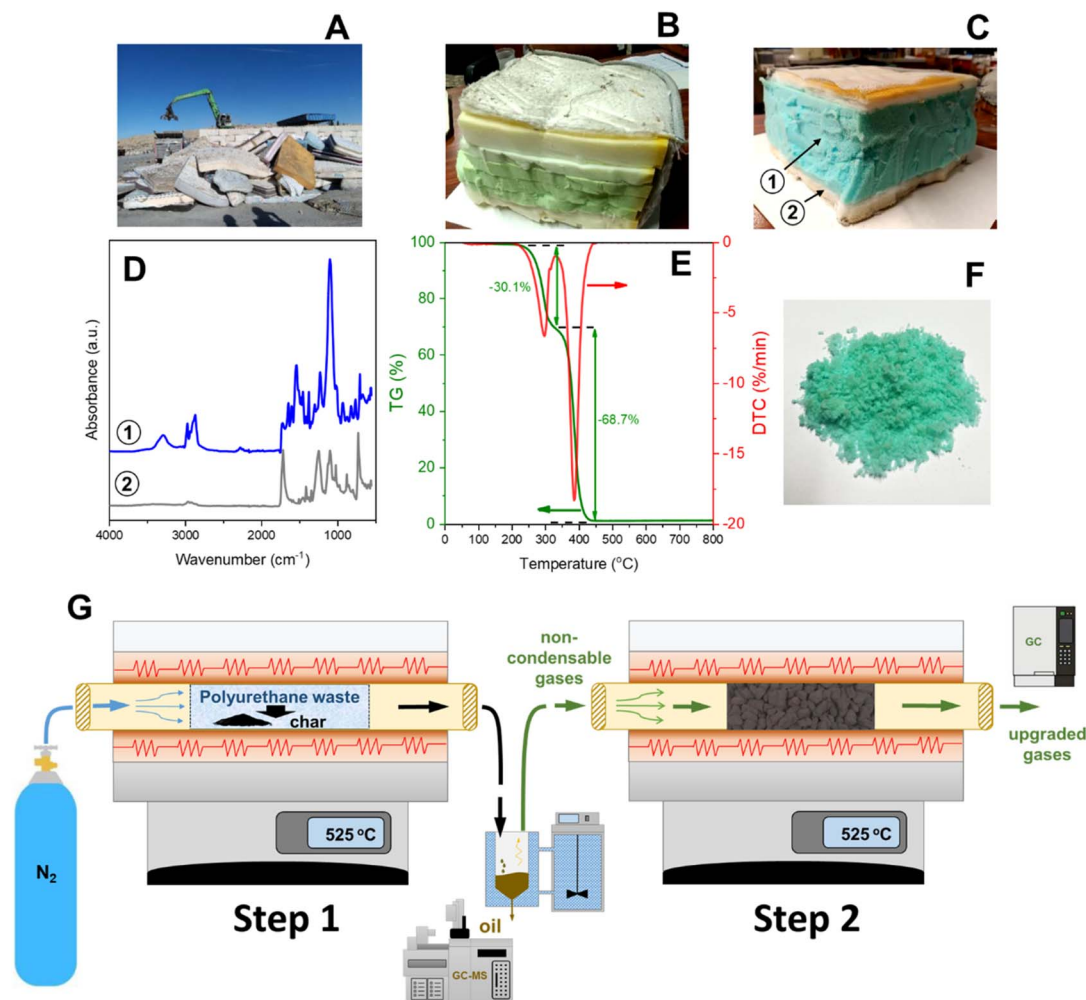 A
B
C
①
②
D
Absorbance (a.u.)
①
②
4000
3000
2000
1000
Wavenumber (cm⁻¹)
E
TG (%)
100
80
60
40
20
0
-30.1%
-68.7%
0
100
200
300
400
500
600
700
800
Temperature (°C)
0
-5
-10
-15
-20
DTC (%/min)
F
G
N₂
Polyurethane waste
char
525 °C
Step 1
non-
condensable
gases
oil
GC-MS
525 °C
Step 2
GC
upgraded
gases